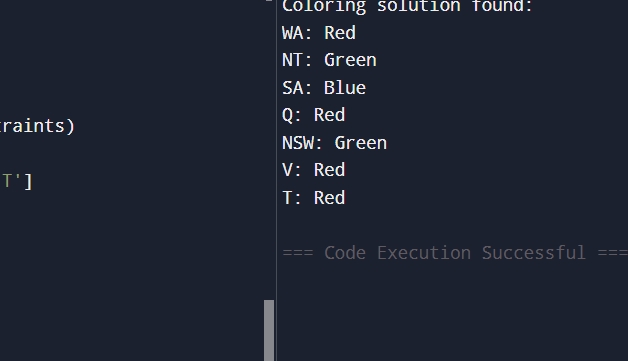 Coloring solution found:
WA: Red
NT: Green
SA: Blue
Q: Red
NSW: Green
V: Red
T: Red
=== Code Execution Successful ===
raints)
T']